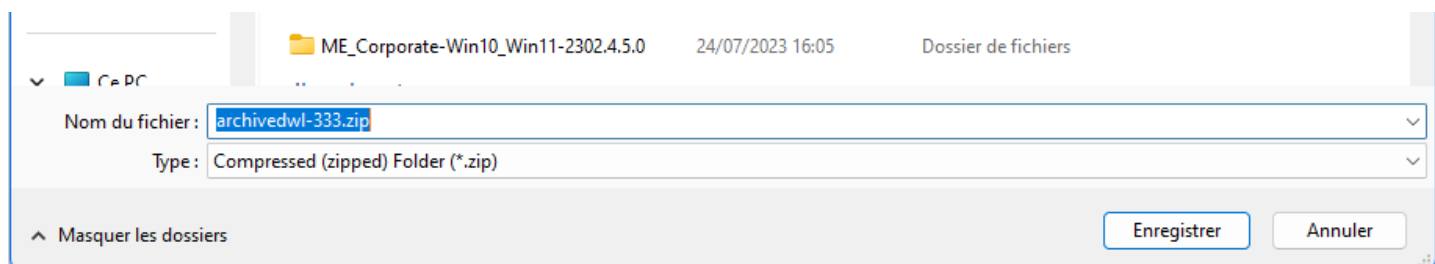 ME_Corporate-Win10_Win11-2302.4.5.0 24/07/2023 16:05 Dossier de fichiers
Ce PC
Nom du fichier : archivedwl-333.zip
Type : Compressed (zipped) Folder (*.zip)
Masquer les dossiers Enregistrer Annuler